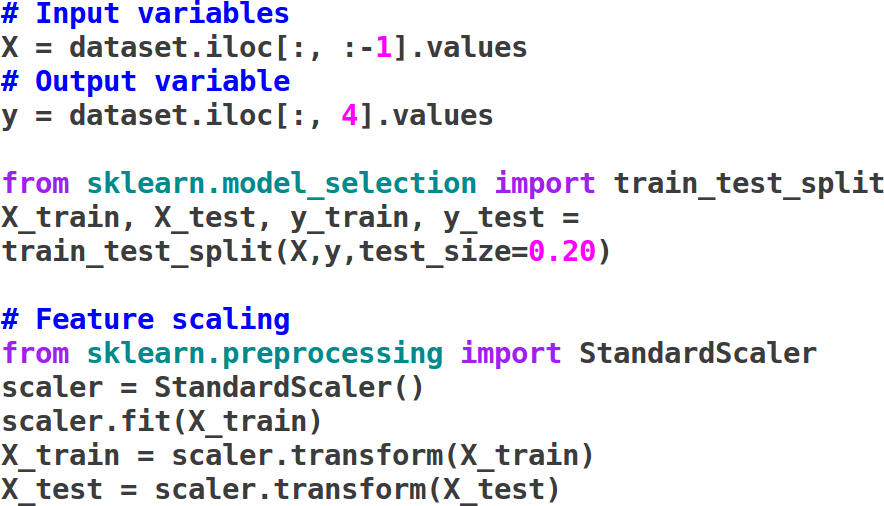 # Input variables
X = dataset.iloc[:, :-1].values
# Output variable
y = dataset.iloc[:, 4].values
from sklearn.model_selection import train_test_split
X_train, X_test, y_train, y_test =
train_test_split(X,y,test_size=0.20)
# Feature scaling
from sklearn.preprocessing import StandardScaler
scaler = StandardScaler()
scaler.fit(X_train)
X_train = scaler.transform(X_train)
X_test = scaler.transform(X_test)